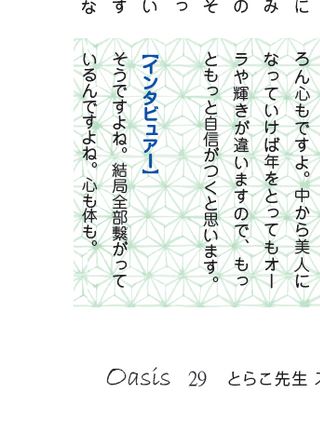 に
み
の
そ
っ
い
す
な
ろん心もですよ。中から美人に
なっていけば年をとってもオー
ラや輝きが違いますので、もっ
ともっと自信がつくと思います。
【インタビュアー】
そうですよね。結局全部繋がって
いるんですよね。心も体も。
Oasis 29 とらこ先生